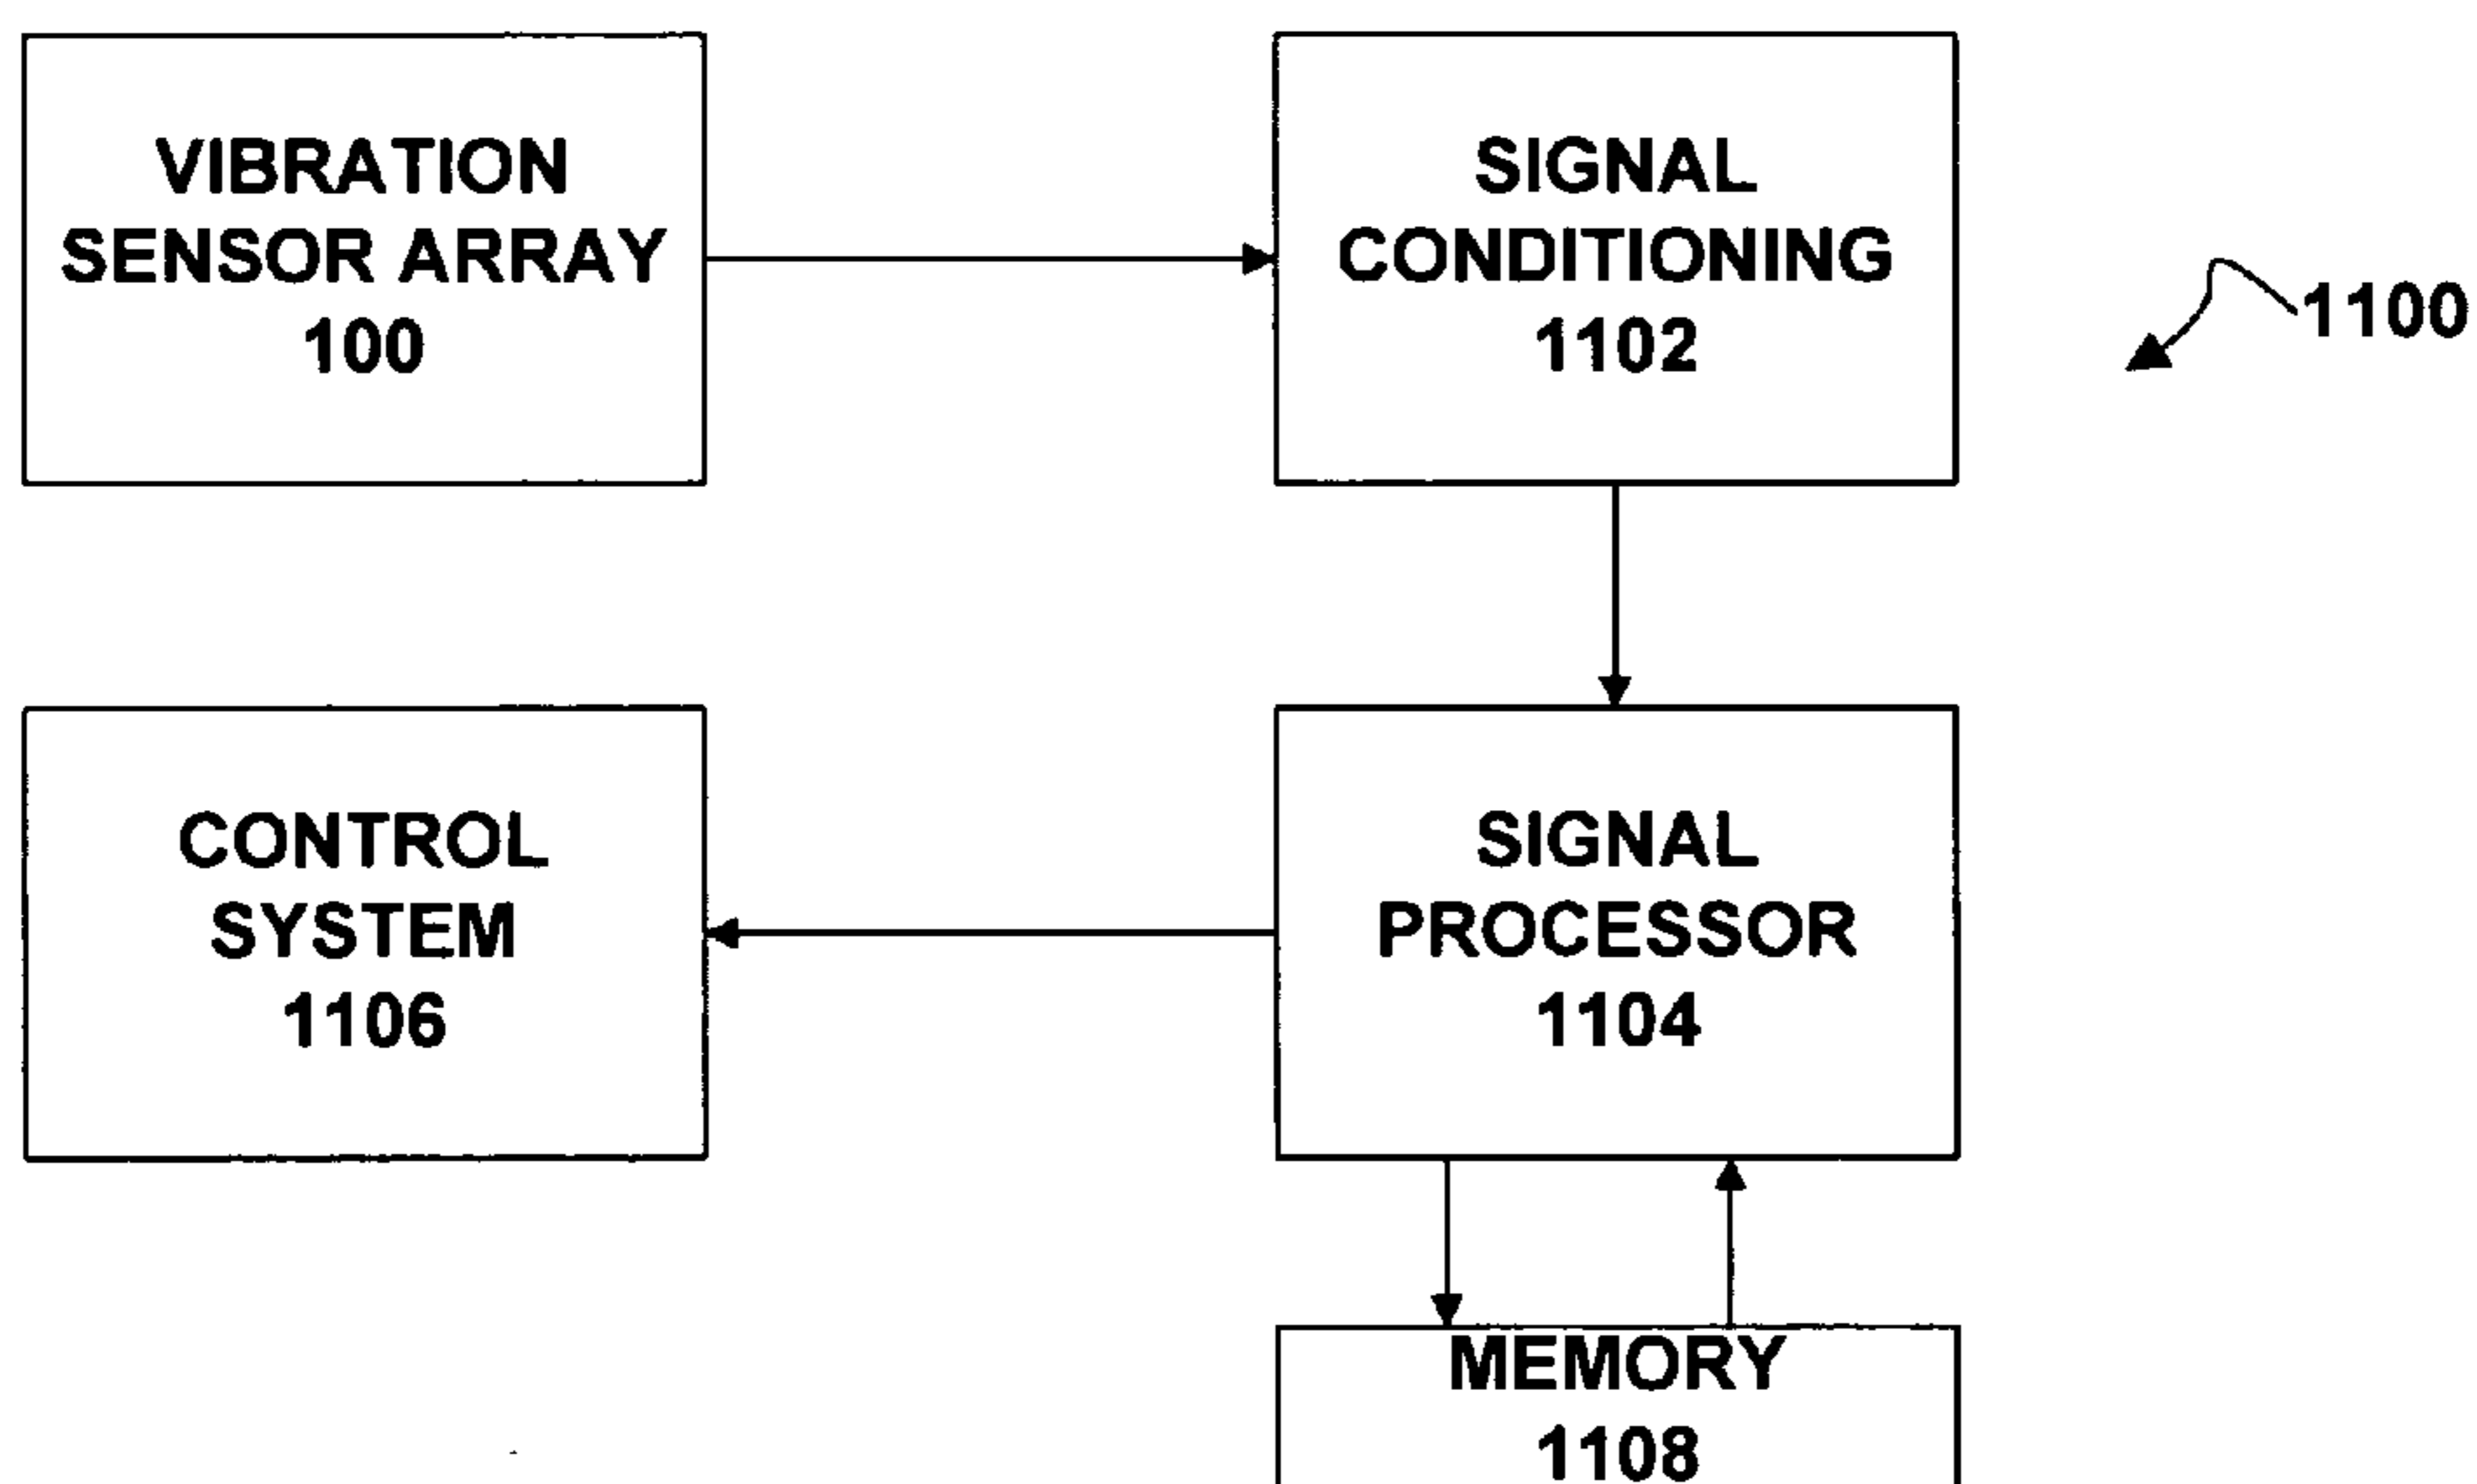 VIBRATION
SENSOR ARRAY
100
SIGNAL
CONDITIONING
1102
1100
CONTROL
SYSTEM
1106
SIGNAL
PROCESSOR
1104
MEMORY
1108